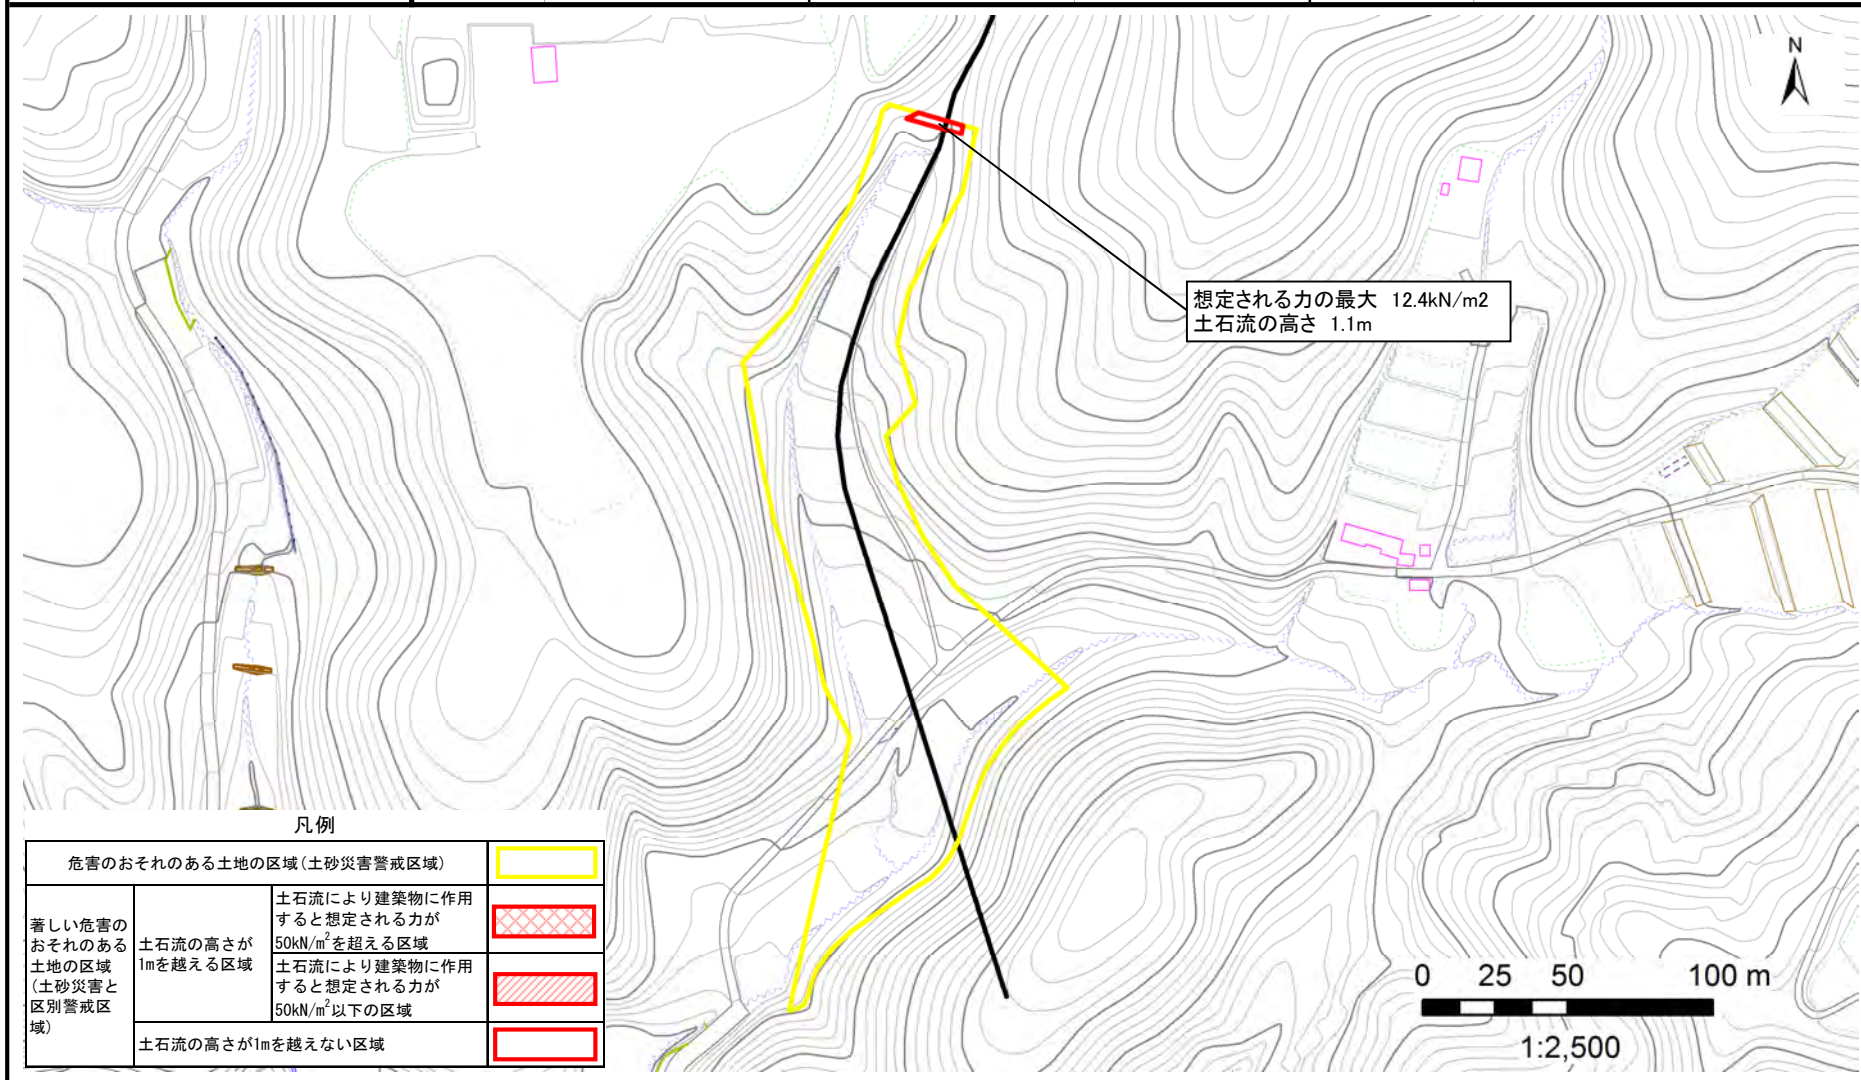 N
想定される力の最大 12.4kN/m2
土石流の高さ 1.1m
凡例
危害のおそれのある土地の区域(土砂災害警戒区域)
著しい危害の
おそれのある
土地の区域
(土砂災害と
区別警戒区
域)
土石流の高さが
1mを越える区域
土石流により建築物に作用
すると想定される力が
50kN/m²を超える区域
土石流により建築物に作用
すると想定される力が
50kN/m²以下の区域
土石流の高さが1mを越えない区域
0 25 50 100 m
1:2,500